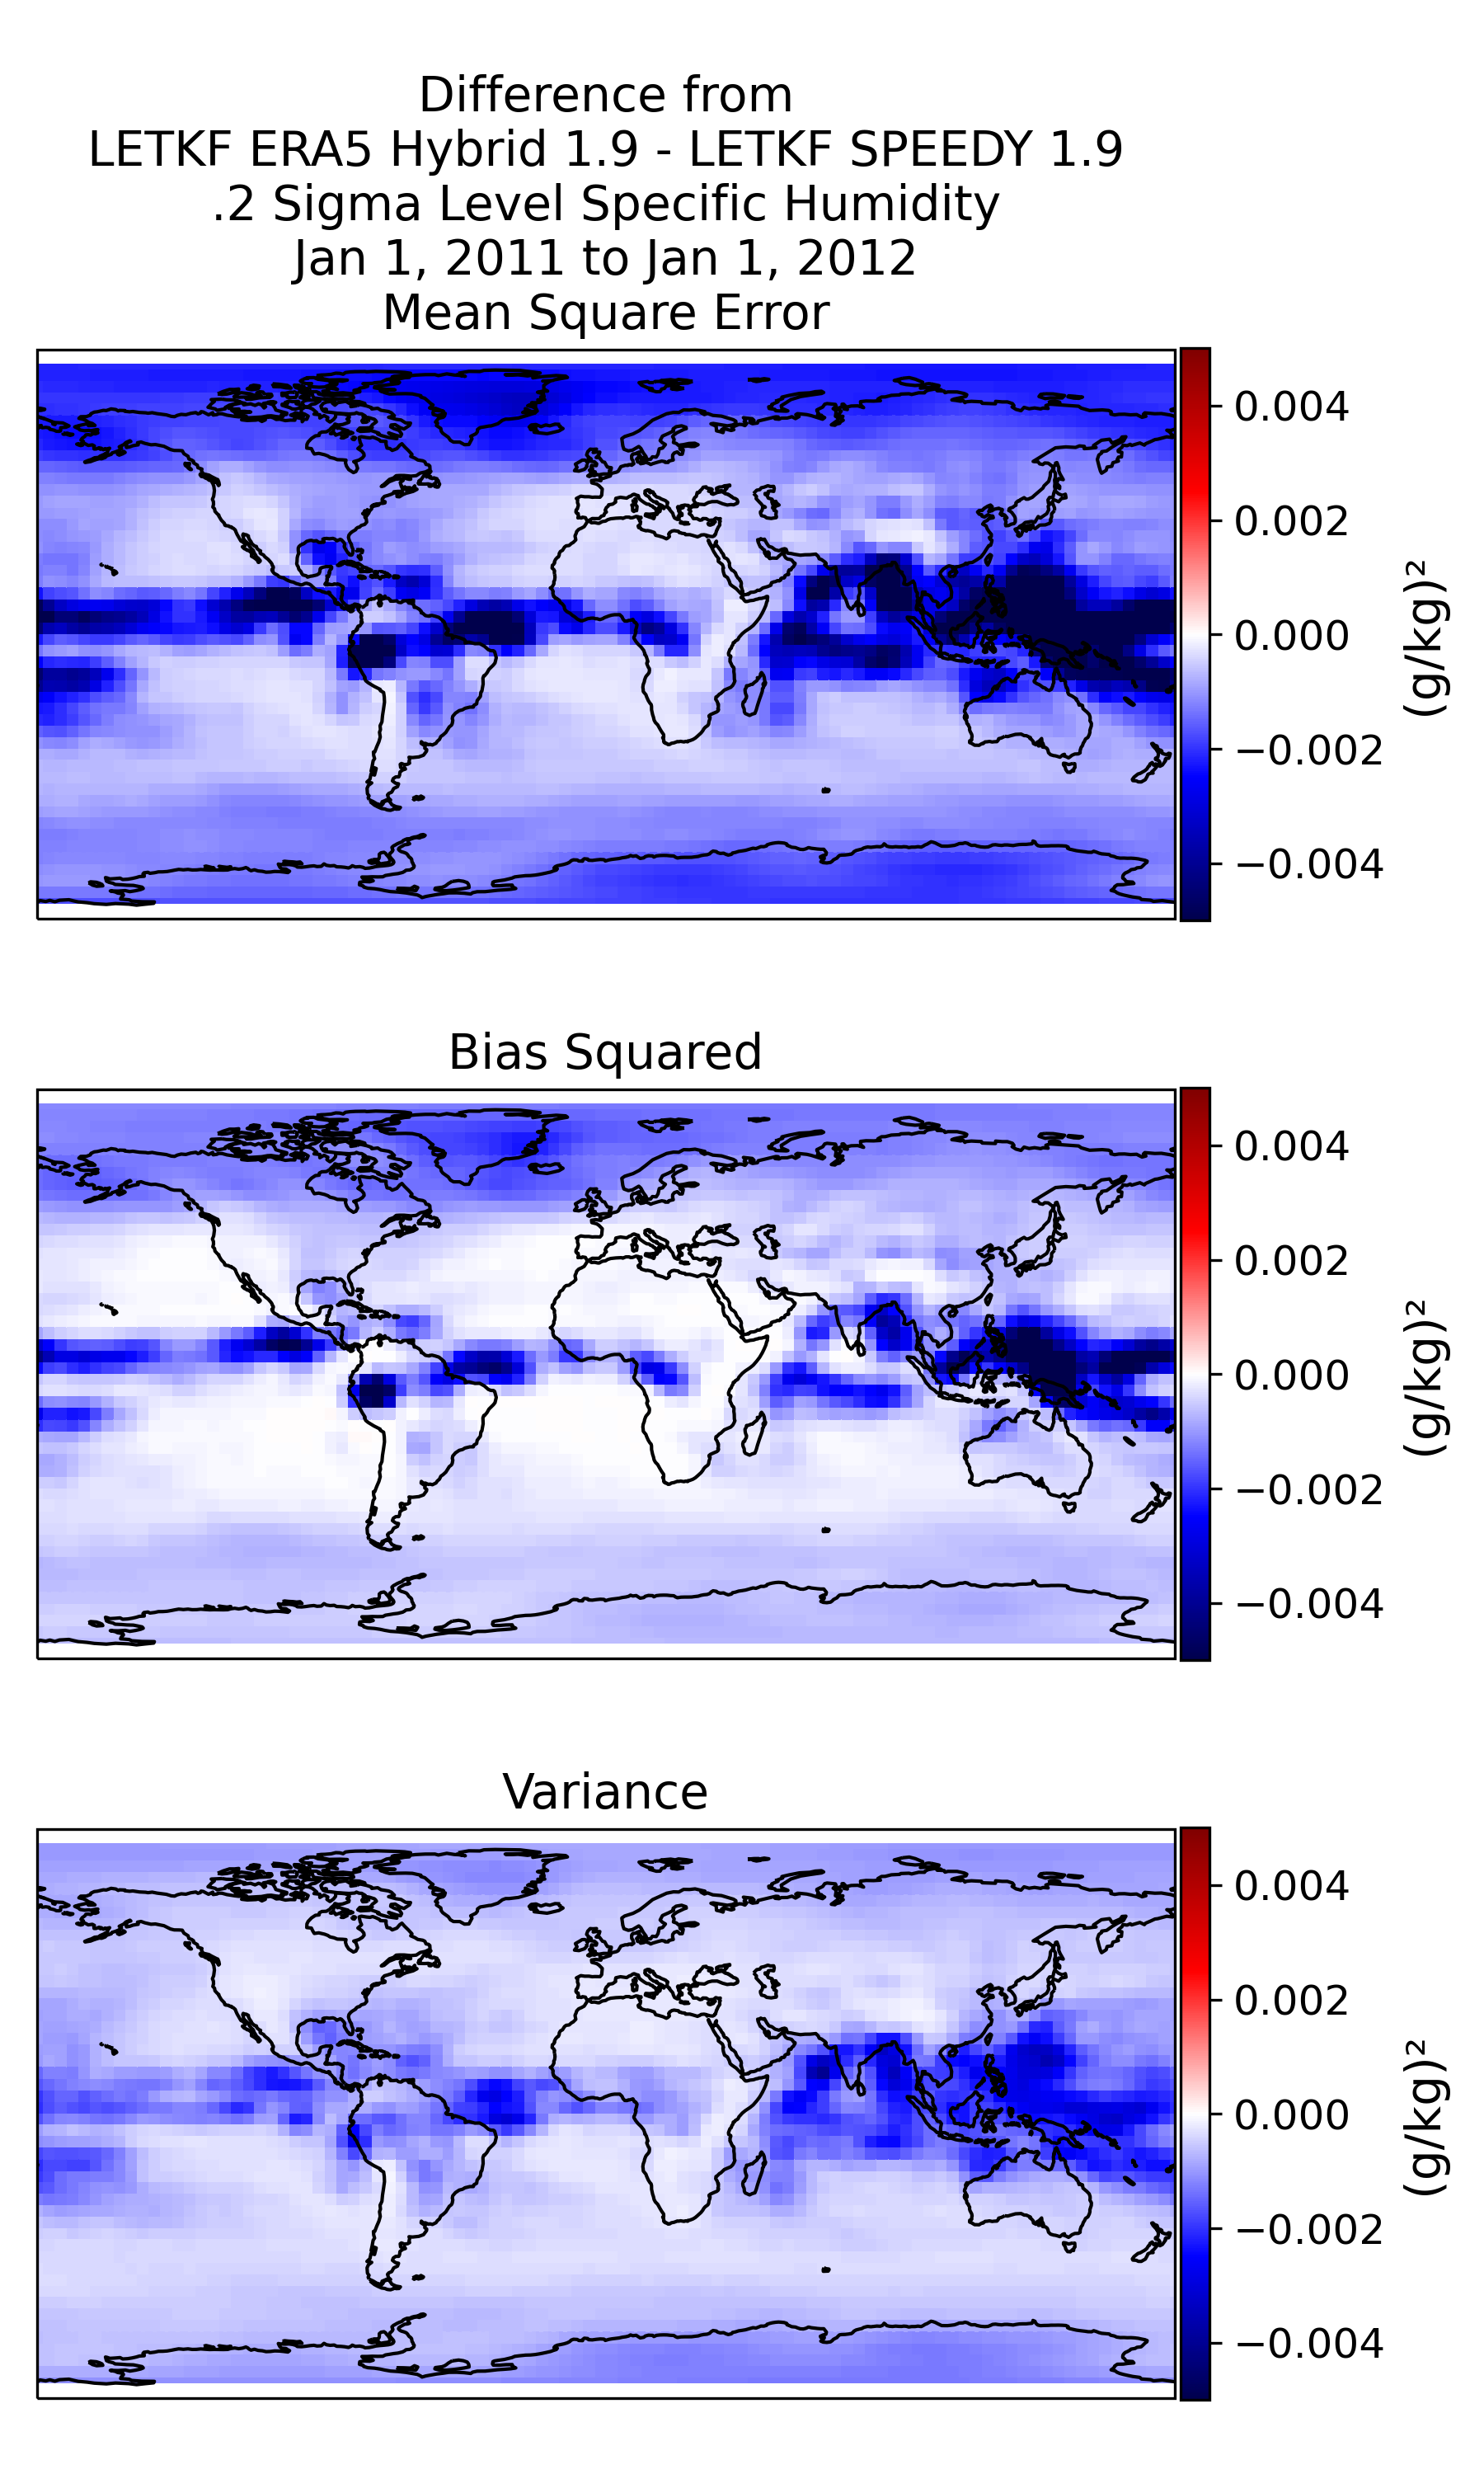 Difference from
LETKF ERA5 Hybrid 1.9 - LETKF SPEEDY 1.9
.2 Sigma Level Specific Humidity
Jan 1, 2011 to Jan 1, 2012
Mean Square Error
0.004
0.002
0.000
−0.002
−0.004
(g/kg)²
Bias Squared
0.004
0.002
0.000
−0.002
−0.004
(g/kg)²
Variance
0.004
0.002
0.000
−0.002
−0.004
(g/kg)²